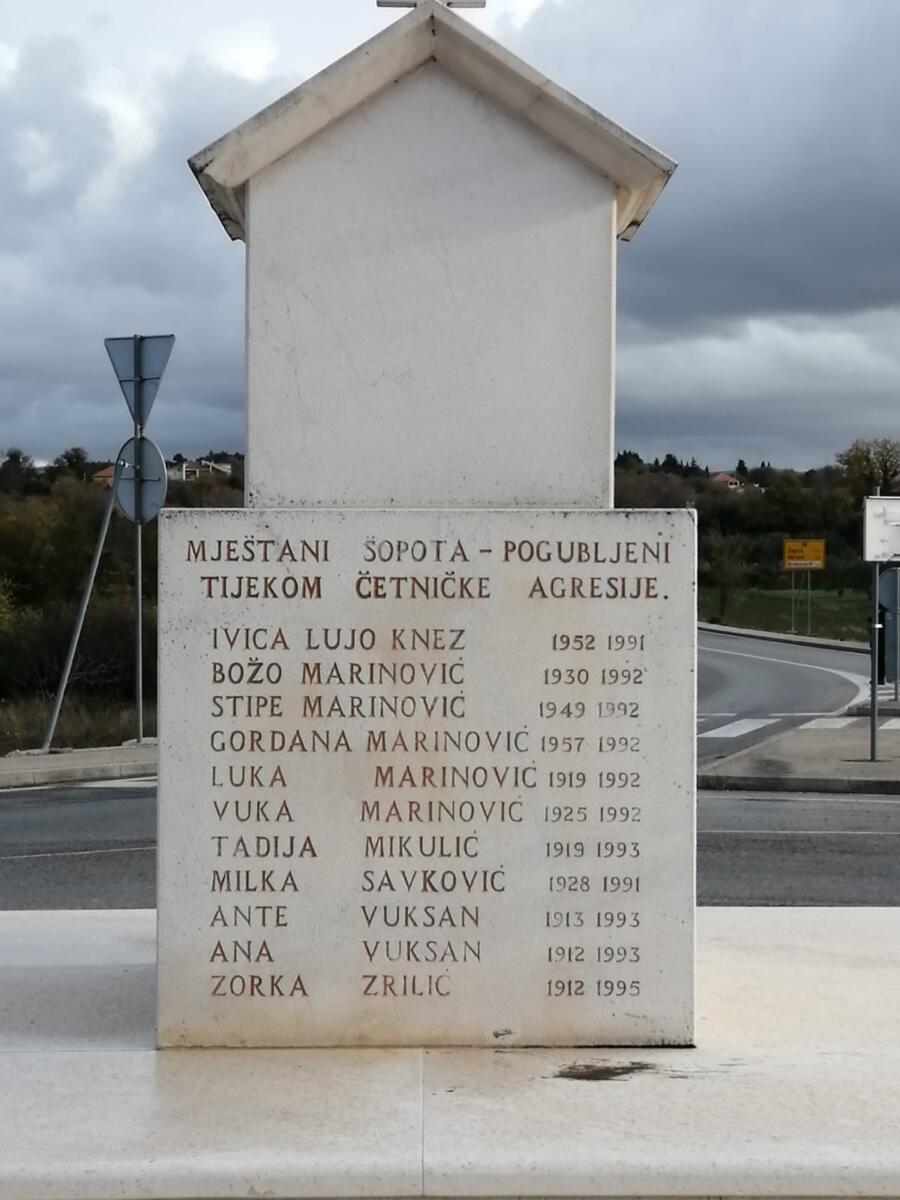 MJEŠTANI ŠOPOTA - POGUBLJENI
TIJEKOM ČETNIČKE AGRESIJE.
IVICA LUJO KNEZ 1952 1991
BOŽO MARINOVIĆ 1930 1992
STIPE MARINOVIĆ 1949 1992
GORDANA MARINOVIĆ 1957 1992
LUKA MARINOVIĆ 1919 1992
VUKA MARINOVIĆ 1925 1992
TADIJA MIKULIĆ 1919 1993
MILKA SAVKOVIĆ 1928 1991
ANTE VUKSAN 1913 1993
ANA VUKSAN 1912 1993
ZORKA ZRILIĆ 1912 1995